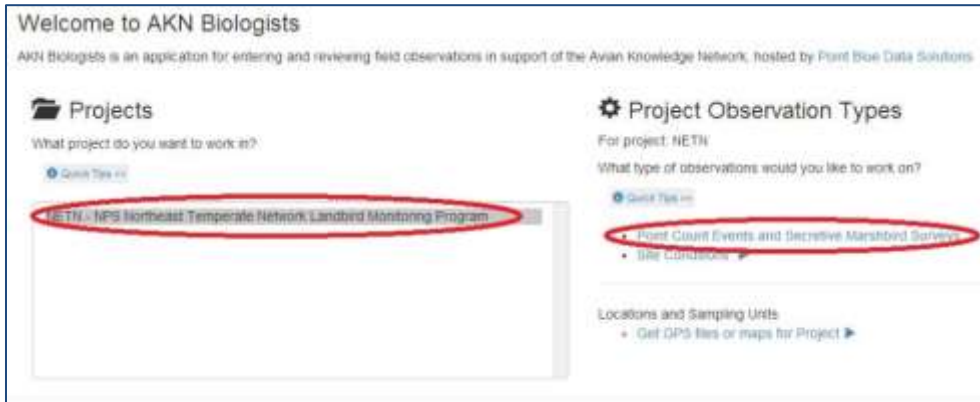 Welcome to AKN Biologists
AKN Biologists is an application for entering and reviewing field observations in support of the Avian Knowledge Network, hosted by Point Blue Data Solutions
Projects
What project do you want to work in?
Quick Tips <<
NETN - NPS Northeast Temperate Network Landbird Monitoring Program
Project Observation Types
For project: NETN
What type of observations would you like to work on?
Quick Tips <<
Point Count Events and Secretive Marshbird Surveys
Site Conditions
Locations and Sampling Units
Get GPS files or maps for Project